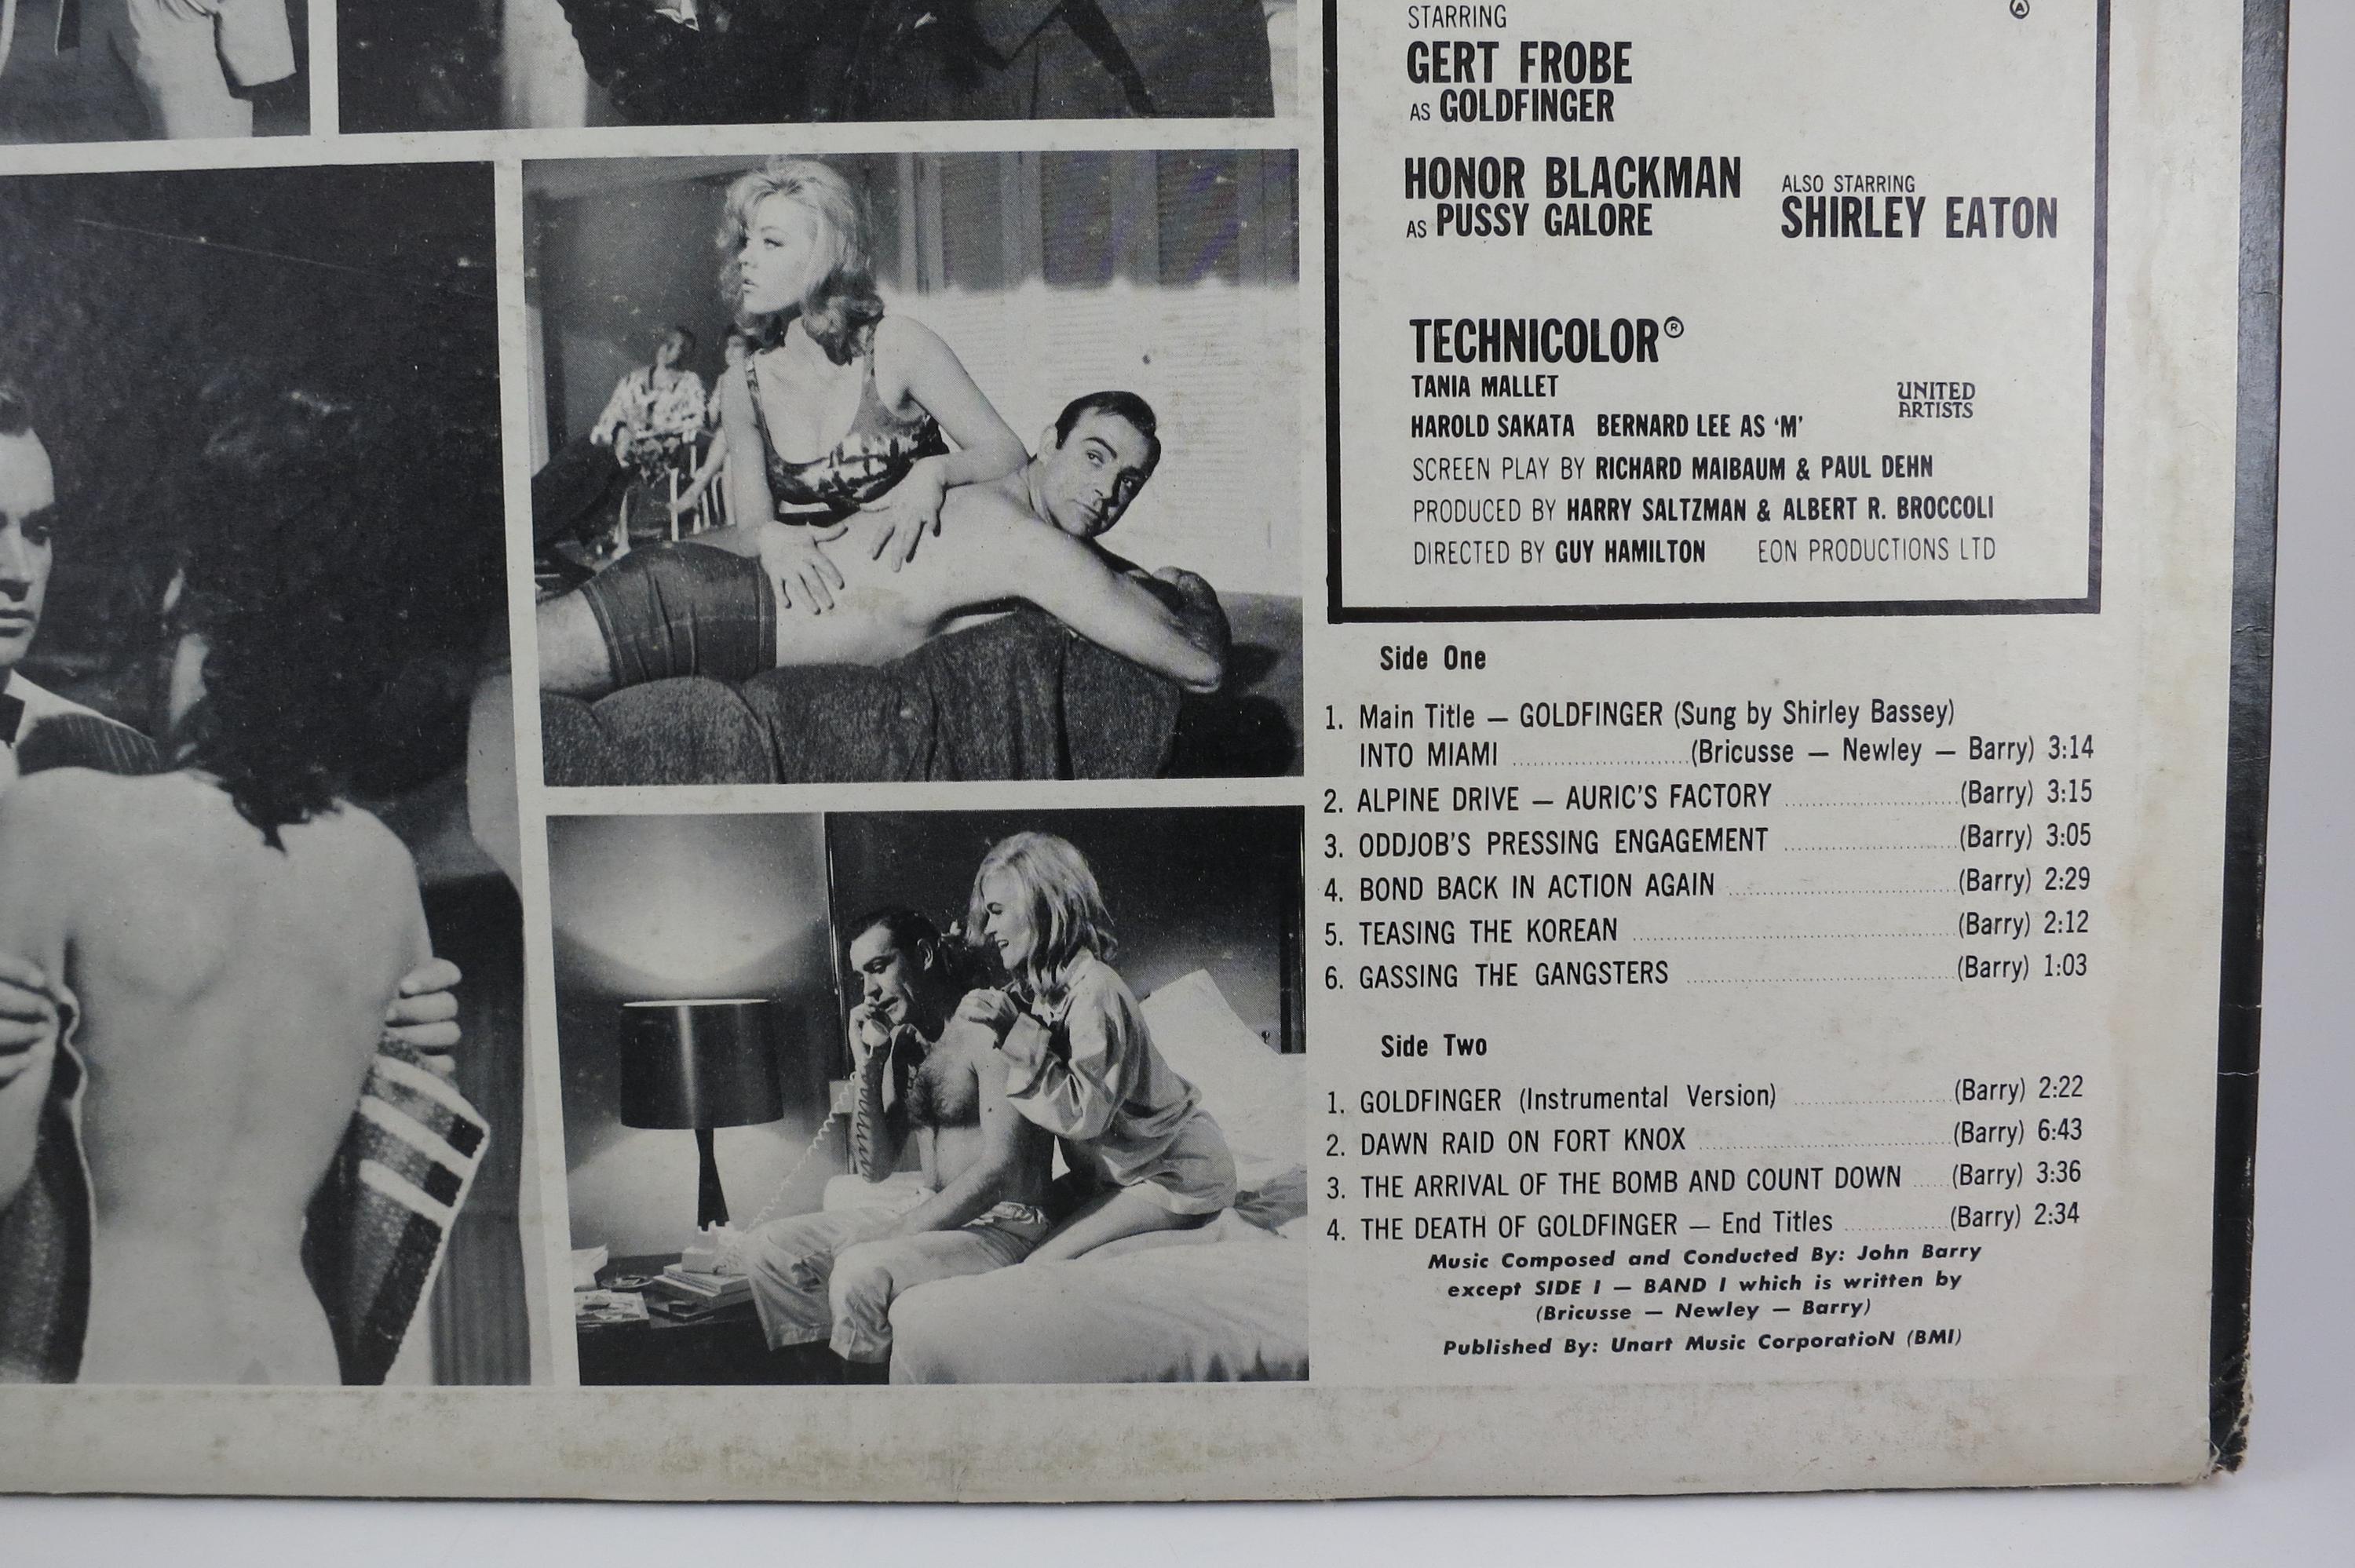 STARRING
GERT FROBE
AS GOLDFINGER
HONOR BLACKMAN
AS PUSSY GALORE
ALSO STARRING
SHIRLEY EATON
TECHNICOLOR®
TANIA MALLET
HAROLD SAKATA BERNARD LEE AS ‘M’
UNITED
ARTISTS
SCREEN PLAY BY RICHARD MAIBAUM & PAUL DEHN
PRODUCED BY HARRY SALTZMAN & ALBERT R. BROCCOLI
DIRECTED BY GUY HAMILTON EON PRODUCTIONS LTD
Side One
1. Main Title — GOLDFINGER (Sung by Shirley Bassey)
INTO MIAMI ........................(Bricusse — Newley — Barry) 3:14
2. ALPINE DRIVE — AURIC'S FACTORY ........................(Barry) 3:15
3. ODDJOB'S PRESSING ENGAGEMENT ........................(Barry) 3:05
4. BOND BACK IN ACTION AGAIN ........................(Barry) 2:29
5. TEASING THE KOREAN ........................(Barry) 2:12
6. GASSING THE GANGSTERS ........................(Barry) 1:03
Side Two
1. GOLDFINGER (Instrumental Version) ........................(Barry) 2:22
2. DAWN RAID ON FORT KNOX ........................(Barry) 6:43
3. THE ARRIVAL OF THE BOMB AND COUNT DOWN .....(Barry) 3:36
4. THE DEATH OF GOLDFINGER — End Titles ...............(Barry) 2:34
Music Composed and Conducted By: John Barry
except SIDE I — BAND I which is written by
(Bricusse — Newley — Barry)
Published By: Unart Music CorporatioN (BMI)